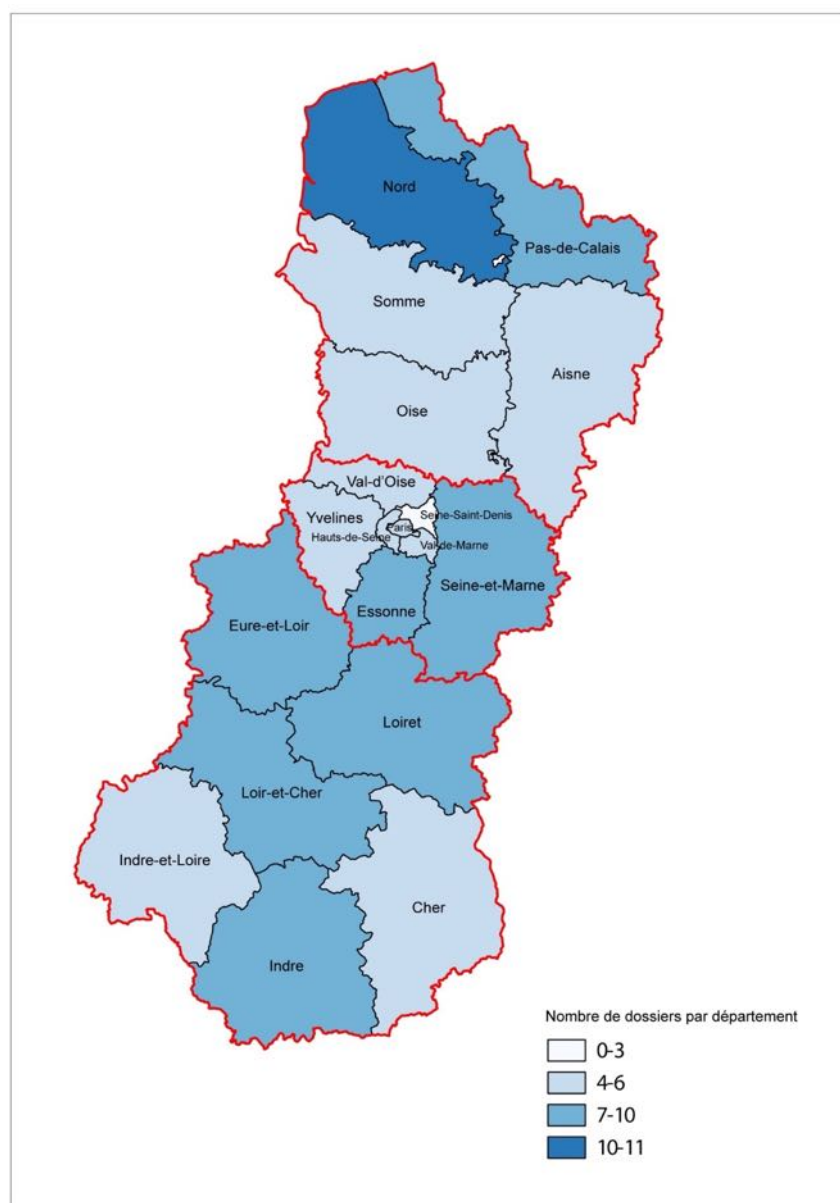 Nord
Pas-de-Calais
Somme
Aisne
Oise
Val-d'Oise
Yvelines
Seine-Saint-Denis
Paris
Hauts-de-Seine
Val-de-Marne
Seine-et-Marne
Essonne
Eure-et-Loir
Loiret
Loir-et-Cher
Indre-et-Loire
Cher
Indre
Nombre de dossiers par département
0-3
4-6
7-10
10-11